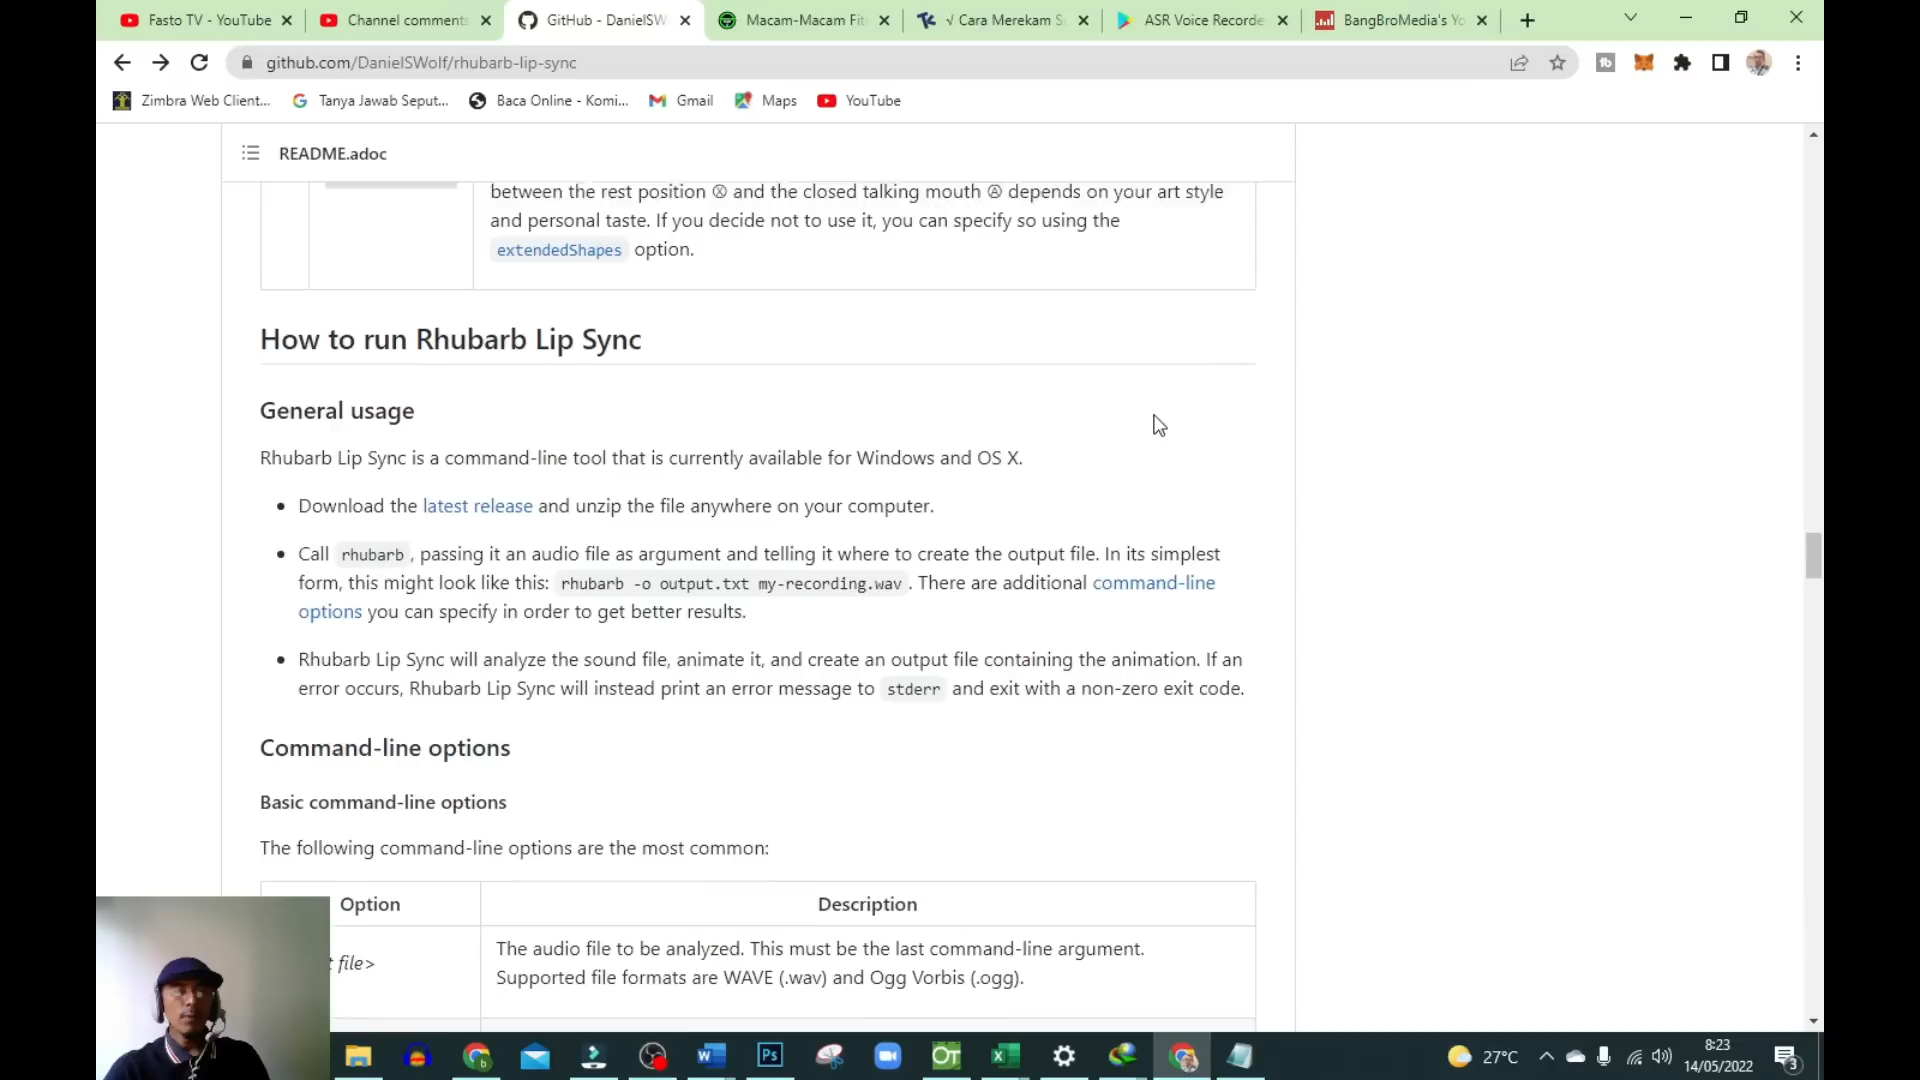 Fasto TV - YouTube
Channel comments
GitHub - DanielSW
Macam-Macam Fit
√ Cara Merekam S
ASR Voice Recorde
BangBroMedia's Yo
github.com/DanielSWolf/rhubarb-lip-sync
Zimbra Web Client...
Tanya Jawab Seput...
Baca Online - Komi...
Gmail
Maps
YouTube
README.adoc
between the rest position Ⓧ and the closed talking mouth Ⓐ depends on your art style
and personal taste. If you decide not to use it, you can specify so using the
extendedShapes option.
How to run Rhubarb Lip Sync
General usage
Rhubarb Lip Sync is a command-line tool that is currently available for Windows and OS X.
• Download the latest release and unzip the file anywhere on your computer.
• Call rhubarb, passing it an audio file as argument and telling it where to create the output file. In its simplest
form, this might look like this: rhubarb -o output.txt my-recording.wav. There are additional command-line
options you can specify in order to get better results.
• Rhubarb Lip Sync will analyze the sound file, animate it, and create an output file containing the animation. If an
error occurs, Rhubarb Lip Sync will instead print an error message to stderr and exit with a non-zero exit code.
Command-line options
Basic command-line options
The following command-line options are the most common:
Option
Description
file>
The audio file to be analyzed. This must be the last command-line argument.
Supported file formats are WAVE (.wav) and Ogg Vorbis (.ogg).
27°C
8:23
14/05/2022
3